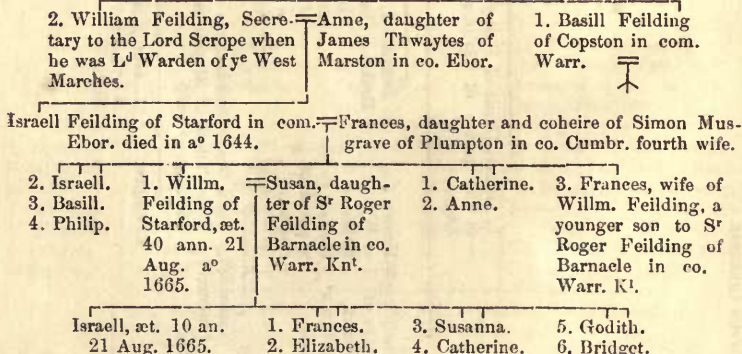 2. William Feilding, Secre-
tary to the Lord Scrope when
he was Lᵈ Warden of yᵉ West
Marches.
Anne, daughter of
James Thwaytes of
Marston in co. Ebor.
1. Basill Feilding
of Copston in com.
Warr.
Israell Feilding of Starford in com.
Ebor. died in aº 1644.
Frances, daughter and coheire of Simon Mus-
grave of Plumpton in co. Cumbr. fourth wife.
2. Israell.
3. Basill.
4. Philip.
1. Willm.
Feilding of
Starford, æt.
40 ann. 21
Aug. aº
1665.
Susan, daugh-
ter of Sʳ Roger
Feilding of
Barnacle in co.
Warr. Knᵗ.
1. Catherine.
2. Anne.
3. Frances, wife of
Willm. Feilding, a
younger son to Sʳ
Roger Feilding of
Barnacle in co.
Warr. Kᵗ.
Israell, æt. 10 an.
21 Aug. 1665.
1. Frances.
2. Elizabeth.
3. Susanna.
4. Catherine.
5. Godith.
6. Bridget.